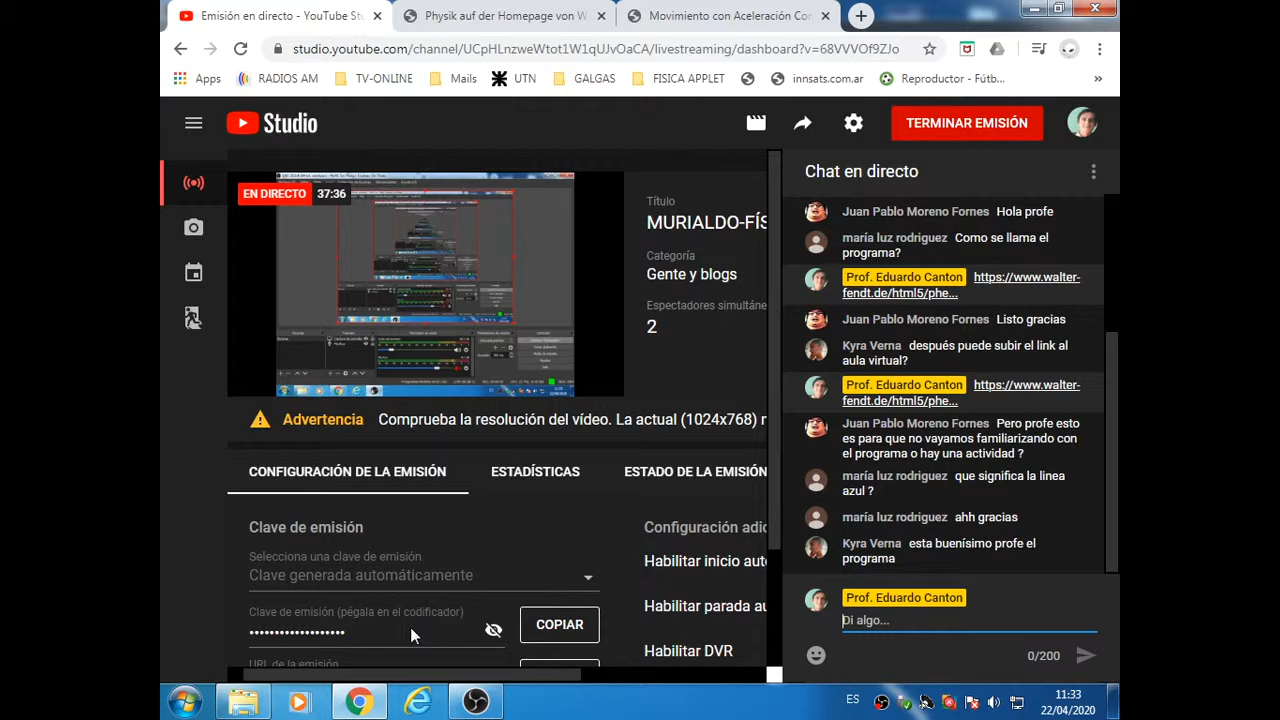 Emisión en directo - YouTube St
Physik auf der Homepage von W
Movimiento con Aceleración Co
studio.youtube.com/channel/UCpHLnzweWtot1W1qUJvOaCA/livestreaming/dashboard?v=68VVVOf9ZJo
Apps
RADIOS AM
TV-ONLINE
Mails
UTN
GALGAS
FISICA APPLET
innsats.com.ar
Reproductor - Fútb...
»
Studio
TERMINAR EMISIÓN
EN DIRECTO 37:36
Título
MURIALDO-FÍS
Categoría
Gente y blogs
Espectadores simultáne
2
Advertencia Comprueba la resolución del vídeo. La actual (1024x768) n
CONFIGURACIÓN DE LA EMISIÓN
ESTADÍSTICAS
ESTADO DE LA EMISIÓN
Clave de emisión
Selecciona una clave de emisión
Clave generada automáticamente
Clave de emisión (pégala en el codificador)
COPIAR
URL de la emisión
Configuración adic
Habilitar inicio auto
Habilitar parada au
Habilitar DVR
Chat en directo
Juan Pablo Moreno Fornes Hola profe
maría luz rodriguez Como se llama el
programa?
Prof. Eduardo Canton https://www.walter-
fendt.de/html5/phe...
Juan Pablo Moreno Fornes Listo gracias
Kyra Verna después puede subir el link al
aula virtual?
Prof. Eduardo Canton https://www.walter-
fendt.de/html5/phe...
Juan Pablo Moreno Fornes Pero profe esto
es para que no vayamos familiarizando con
el programa o hay una actividad ?
maría luz rodriguez que significa la linea
azul ?
maría luz rodriguez ahh gracias
Kyra Verna esta buenísimo profe el
programa
Prof. Eduardo Canton
Di algo...
0/200
ES
11:33
22/04/2020